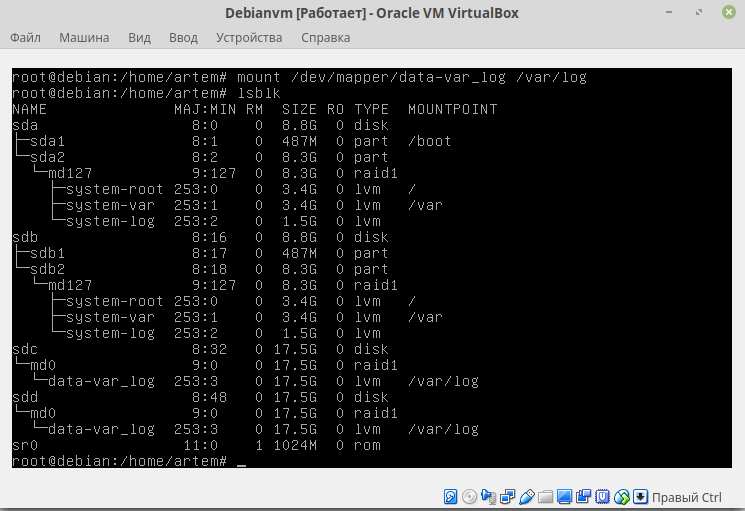 Debianvm [Работает] - Oracle VM VirtualBox
Файл Машина Вид Ввод Устройства Справка
root@debian:/home/artem# mount /dev/mapper/data-var_log /var/log
root@debian:/home/artem# lsblk
NAME MAJ:MIN RM SIZE RO TYPE MOUNTPOINT
sda 8:0 0 8.8G 0 disk
├─sda1 8:1 0 487M 0 part /boot
└─sda2 8:2 0 8.3G 0 part
  └─md127 9:127 0 8.3G 0 raid1
    ├─system-root 253:0 0 3.4G 0 lvm /
    ├─system-var 253:1 0 3.4G 0 lvm /var
    └─system-log 253:2 0 1.5G 0 lvm
sdb 8:16 0 8.8G 0 disk
├─sdb1 8:17 0 487M 0 part
└─sdb2 8:18 0 8.3G 0 part
  └─md127 9:127 0 8.3G 0 raid1
    ├─system-root 253:0 0 3.4G 0 lvm /
    ├─system-var 253:1 0 3.4G 0 lvm /var
    └─system-log 253:2 0 1.5G 0 lvm
sdc 8:32 0 17.5G 0 disk
└─md0 9:0 0 17.5G 0 raid1
  └─data-var_log 253:3 0 17.5G 0 lvm /var/log
sdd 8:48 0 17.5G 0 disk
└─md0 9:0 0 17.5G 0 raid1
  └─data-var_log 253:3 0 17.5G 0 lvm /var/log
sr0 11:0 1 1024M 0 rom
root@debian:/home/artem# _
Правый Ctrl